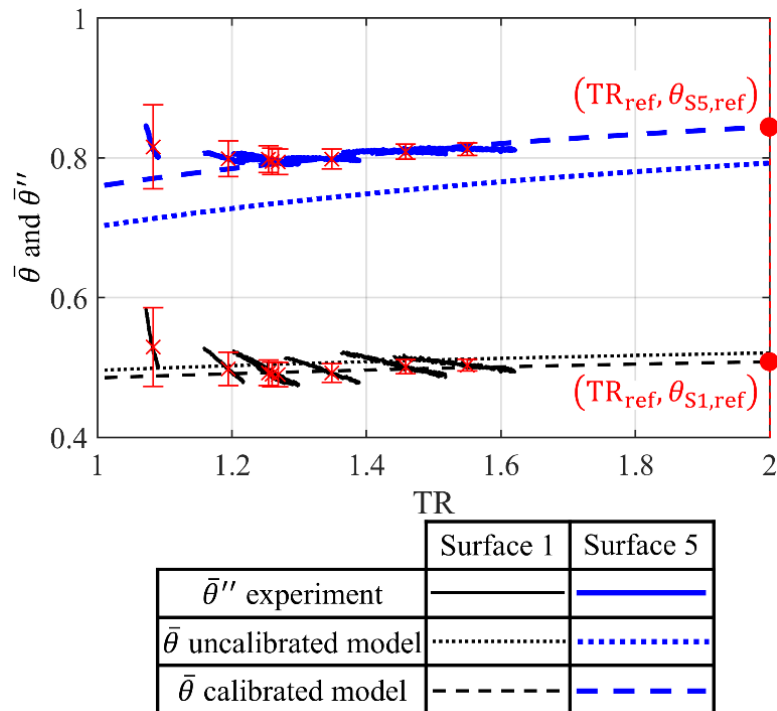 1
0.8
0.6
0.4
θ̄ and θ̄″
(TR_ref, θ_S5,ref)
(TR_ref, θ_S1,ref)
1 1.2 1.4 1.6 1.8 2
TR
Surface 1 Surface 5
θ̄″ experiment
θ̄ uncalibrated model
θ̄ calibrated model